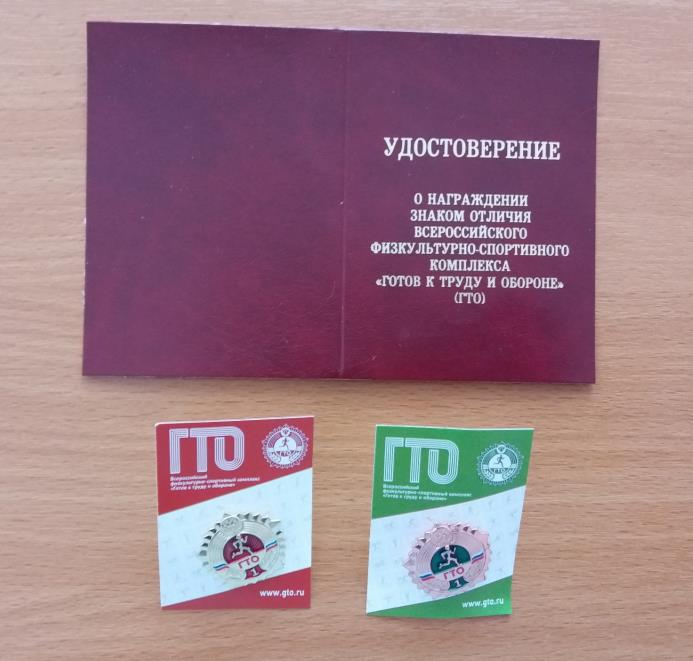 УДОСТОВЕРЕНИЕ
О НАГРАЖДЕНИИ
ЗНАКОМ ОТЛИЧИЯ
ВСЕРОССИЙСКОГО
ФИЗКУЛЬТУРНО-СПОРТИВНОГО
КОМПЛЕКСА
«ГОТОВ К ТРУДУ И ОБОРОНЕ»
(ГТО)
ГТО
ГТО
Всероссийский
физкультурно-спортивный комплекс
«Готов к труду и обороне»
ГТО
1
www.gto.ru
ГТО
ГТО
Всероссийский
физкультурно-спортивный комплекс
«Готов к труду и обороне»
ГТО
1
www.gto.ru